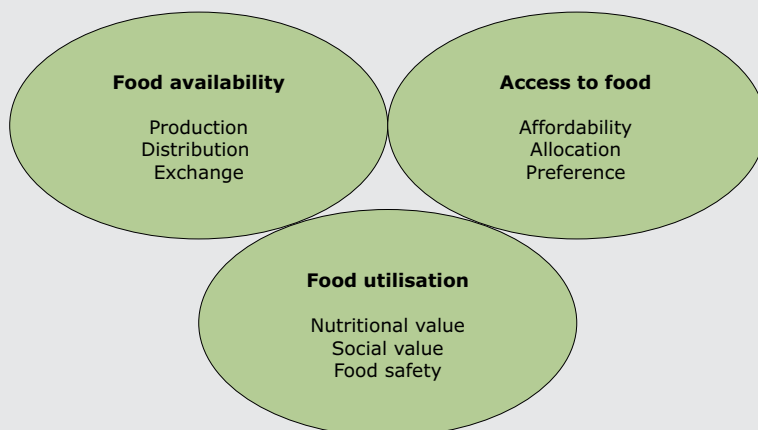 Food availability
Production
Distribution
Exchange
Access to food
Affordability
Allocation
Preference
Food utilisation
Nutritional value
Social value
Food safety